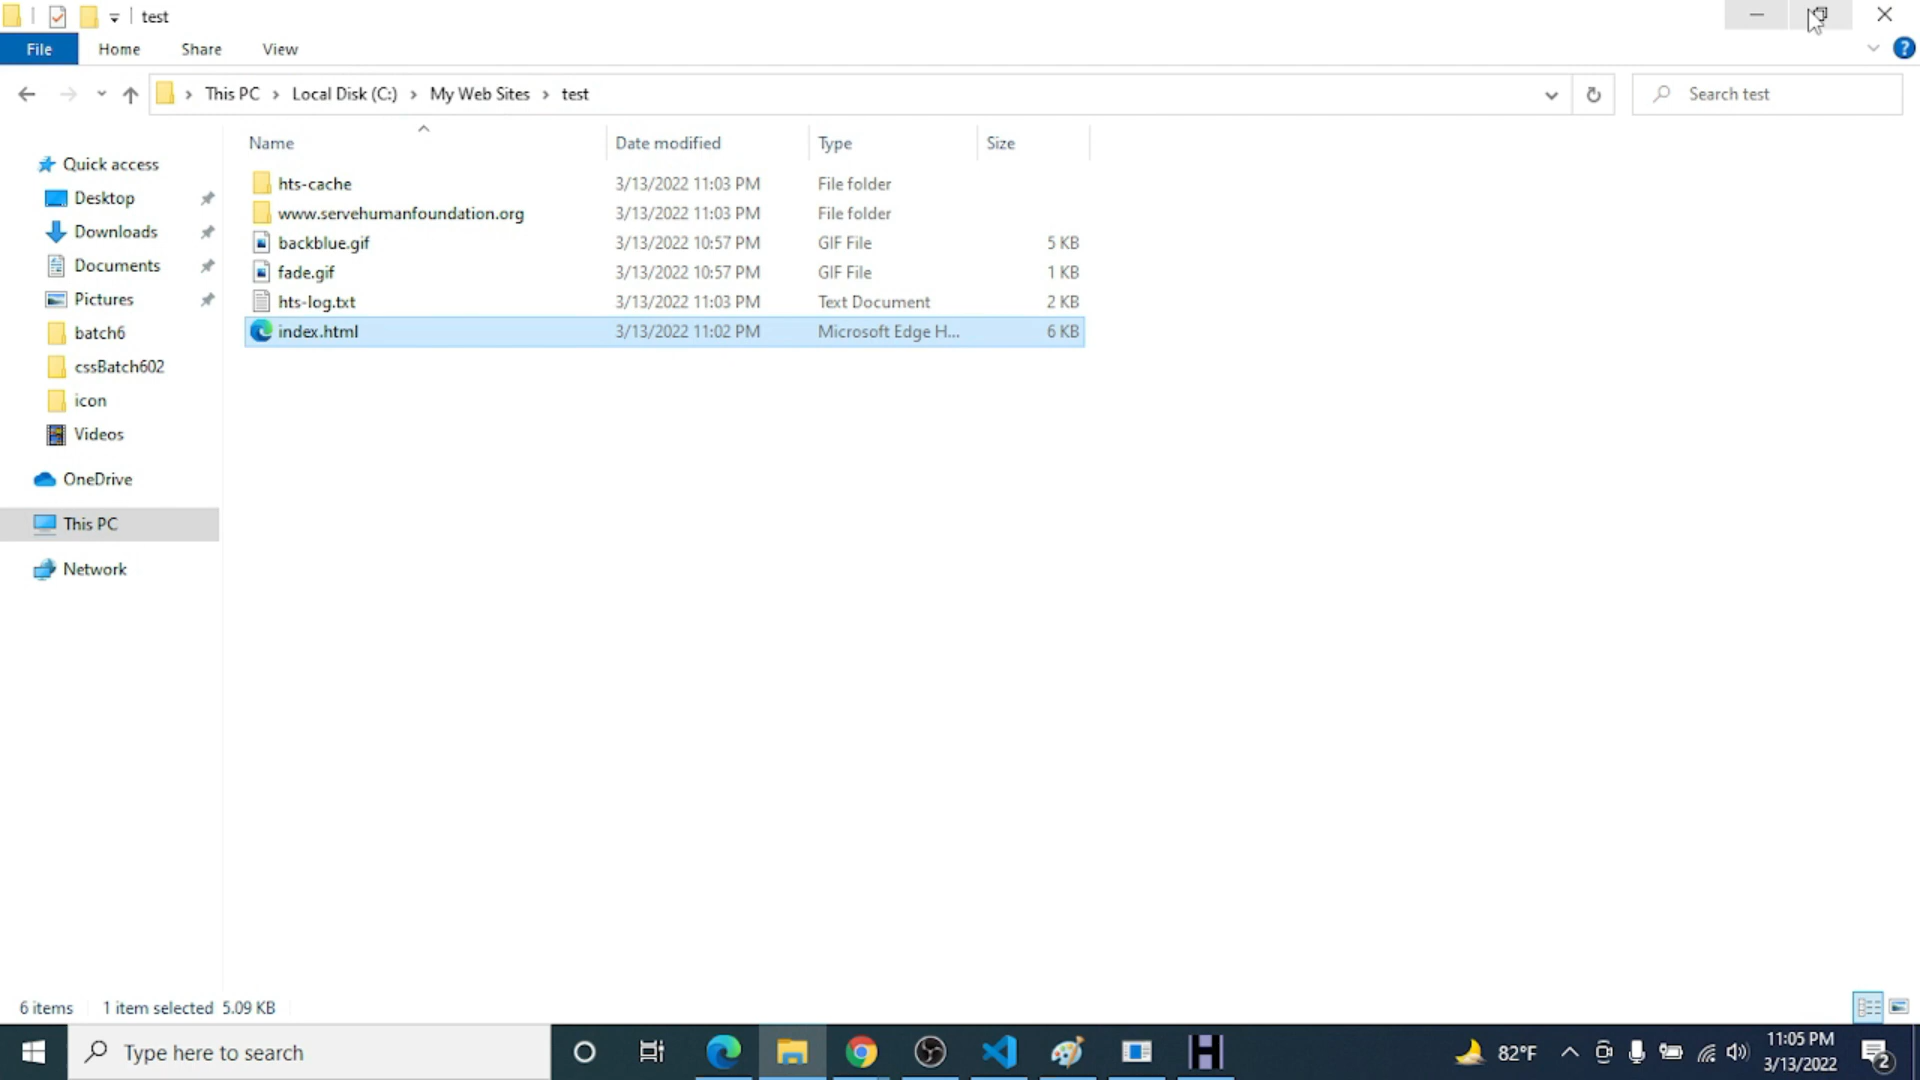 test
File Home Share View
This PC Local Disk (C:) My Web Sites test
Search test
Name Date modified Type Size
Quick access
Desktop
Downloads
Documents
Pictures
batch6
cssBatch602
icon
Videos
OneDrive
This PC
Network
hts-cache 3/13/2022 11:03 PM File folder
www.servehumanfoundation.org 3/13/2022 11:03 PM File folder
backblue.gif 3/13/2022 10:57 PM GIF File 5 KB
fade.gif 3/13/2022 10:57 PM GIF File 1 KB
hts-log.txt 3/13/2022 11:03 PM Text Document 2 KB
index.html 3/13/2022 11:02 PM Microsoft Edge H... 6 KB
6 items 1 item selected 5.09 KB
Type here to search
82°F
11:05 PM
3/13/2022
2